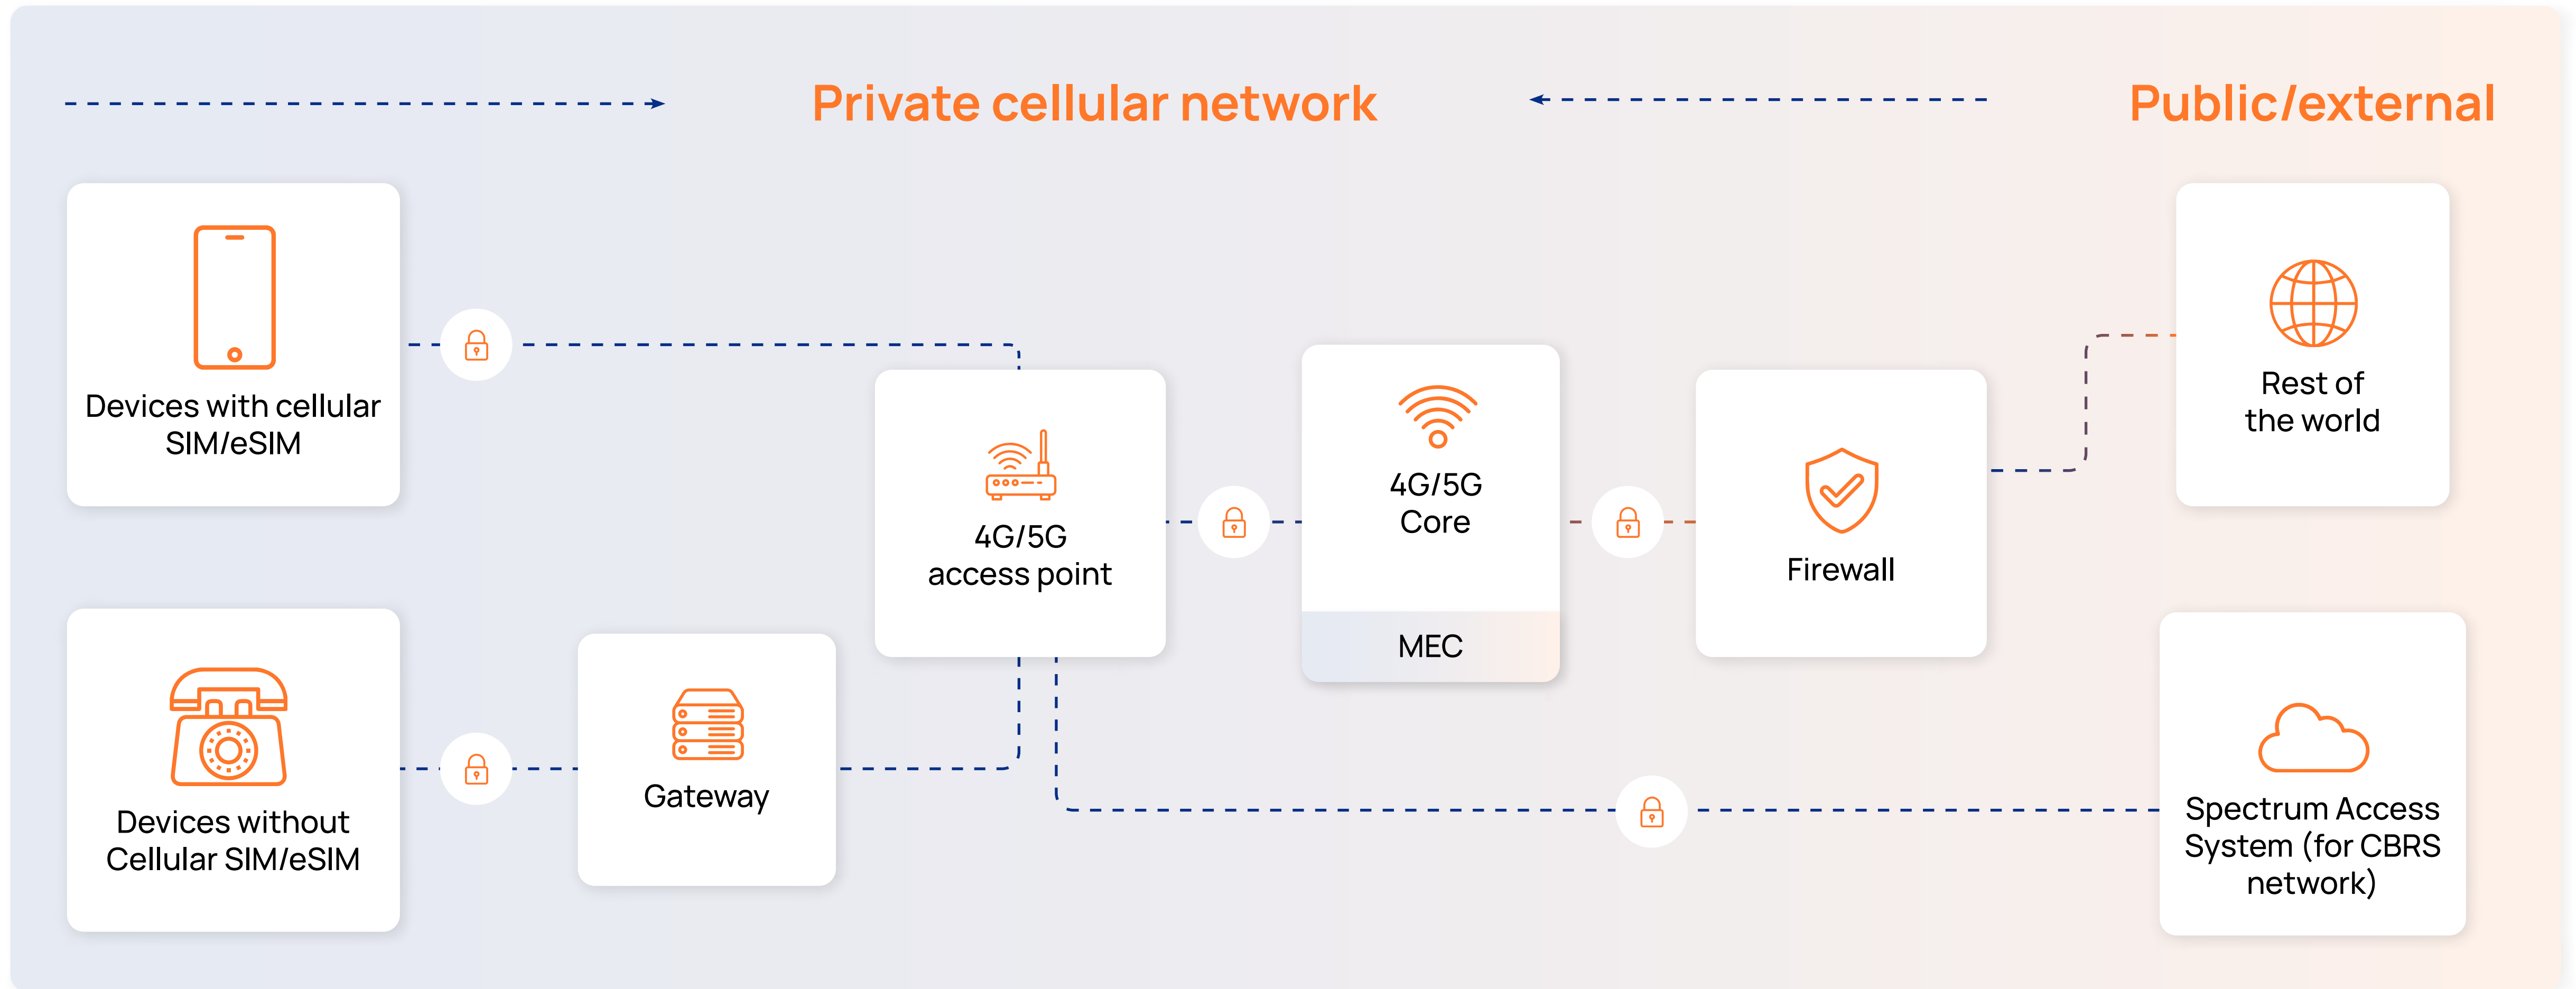 Private cellular network
Public/external
Devices with cellular
SIM/eSIM
Rest of
the world
4G/5G
access point
4G/5G
Core
MEC
Firewall
Devices without
Cellular SIM/eSIM
Gateway
Spectrum Access
System (for CBRS
network)